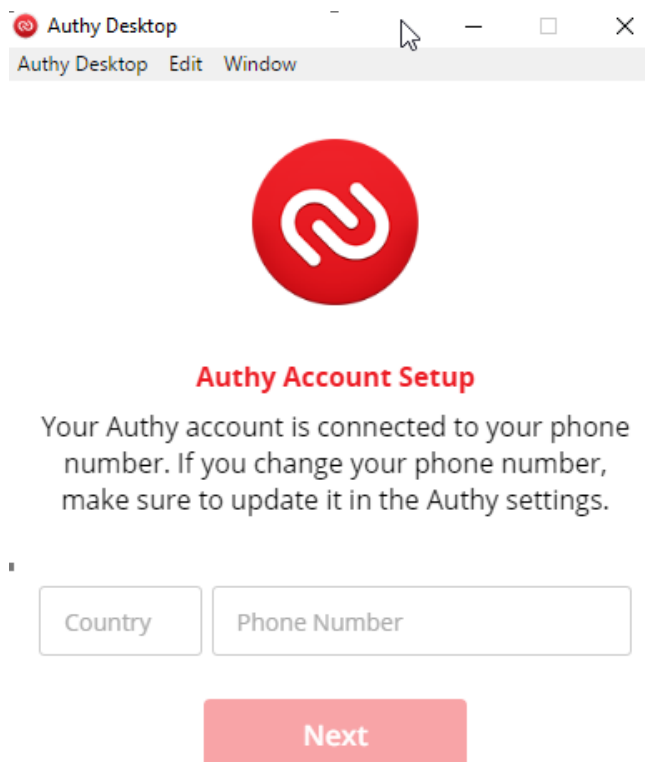 Authy Desktop
Authy Desktop Edit Window
Authy Account Setup
Your Authy account is connected to your phone
number. If you change your phone number,
make sure to update it in the Authy settings.
Country Phone Number
Next